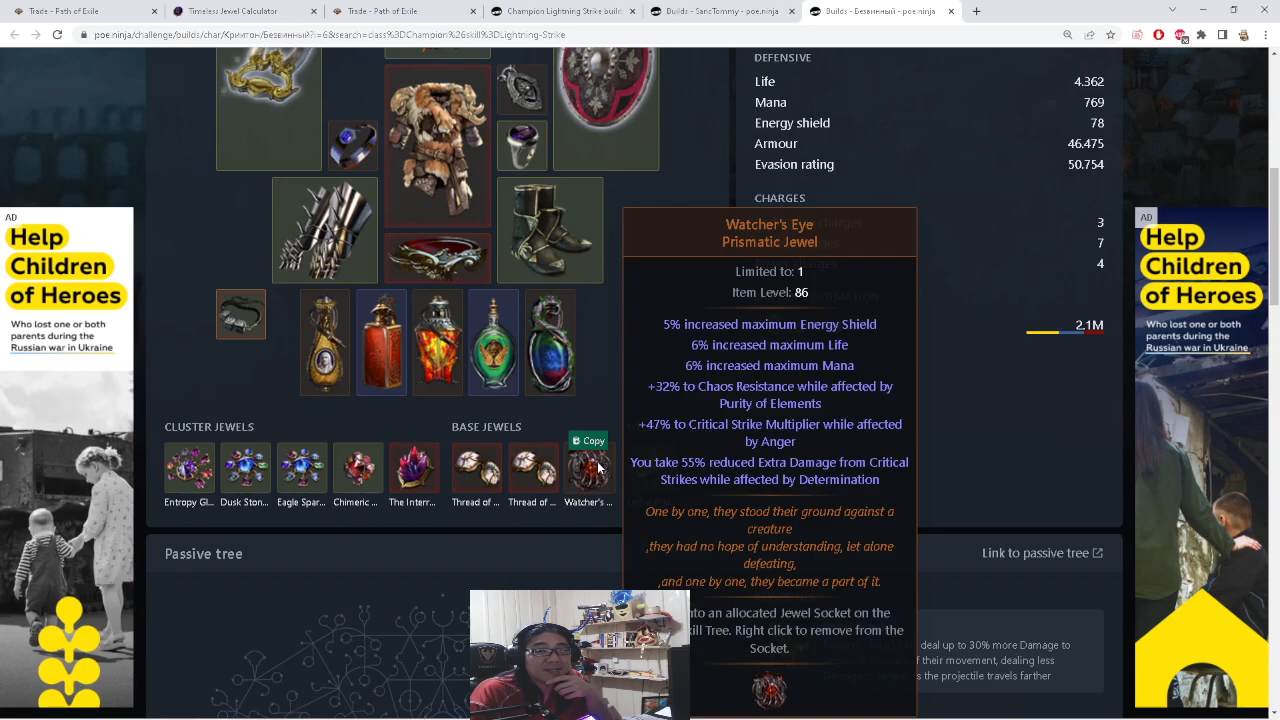 Trade - Path of Exile
Timeless Jewel Calculator
Trade - Path of Exile
Champion Lightning Strike
Builds - Sanctum - poe.ninja
Builds - poe.ninja
poe.ninja/challenge/builds/char/Критон/Безвинный?i=6&search=class%3DChampion%26skill%3DLightning-Strike
DEFENSIVE
Life
4.362
Mana
769
Energy shield
78
Armour
46.475
Evasion rating
50.754
CHARGES
charges
3
7
4
2.1M
AD
Help
Children
of Heroes
Who lost one or both
parents during the
Russian war in Ukraine
AD
Help
Children
of Heroes
Who lost one or both
parents during the
Russian war in Ukraine
Watcher's Eye
Prismatic Jewel
Limited to: 1
Item Level: 86
5% increased maximum Energy Shield
6% increased maximum Life
6% increased maximum Mana
+32% to Chaos Resistance while affected by
Purity of Elements
+47% to Critical Strike Multiplier while affected
by Anger
You take 55% reduced Extra Damage from Critical
Strikes while affected by Determination
One by one, they stood their ground against a
creature
,they had no hope of understanding, let alone
defeating,
,and one by one, they became a part of it.
into an allocated Jewel Socket on the
kill Tree. Right click to remove from the
Socket.
CLUSTER JEWELS
BASE JEWELS
Copy
Entropy Gl...
Dusk Ston...
Eagle Spar...
Chimeric ...
The Interr...
Thread of ...
Thread of ...
Watcher's ...
Passive tree
Link to passive tree
deal up to 30% more Damage to
of their movement, dealing less
s the projectile travels farther